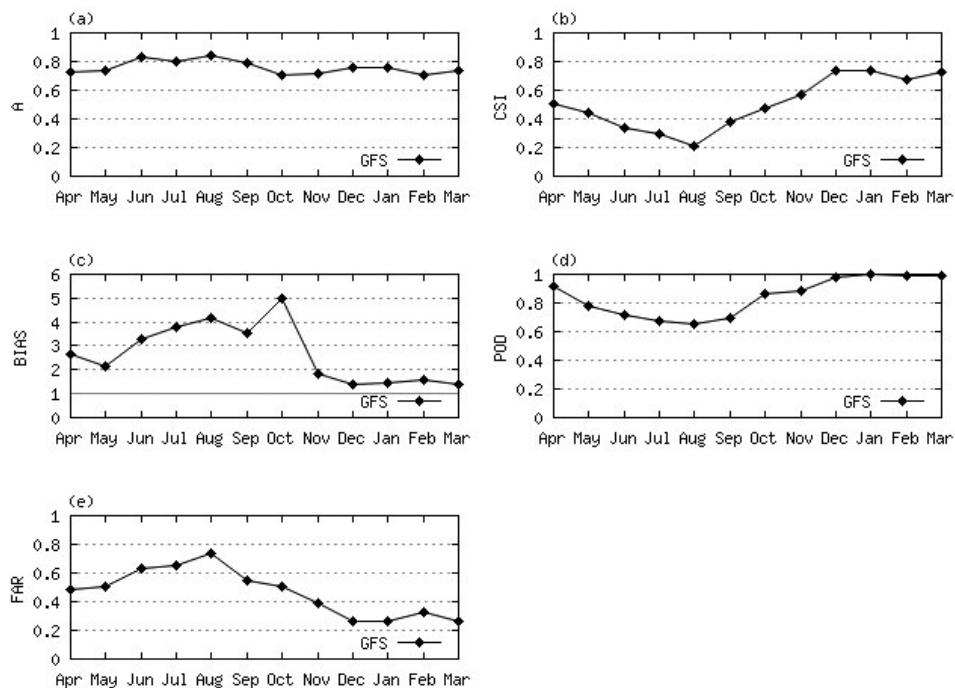 (a)
1
0.8
0.6
0.4
0.2
0
A
GFS
Apr May Jun Jul Aug Sep Oct Nov Dec Jan Feb Mar
(b)
1
0.8
0.6
0.4
0.2
0
CSI
GFS
Apr May Jun Jul Aug Sep Oct Nov Dec Jan Feb Mar
(c)
6
5
4
3
2
1
0
BIAS
GFS
Apr May Jun Jul Aug Sep Oct Nov Dec Jan Feb Mar
(d)
1
0.8
0.6
0.4
0.2
0
POD
GFS
Apr May Jun Jul Aug Sep Oct Nov Dec Jan Feb Mar
(e)
1
0.8
0.6
0.4
0.2
0
FAR
GFS
Apr May Jun Jul Aug Sep Oct Nov Dec Jan Feb Mar